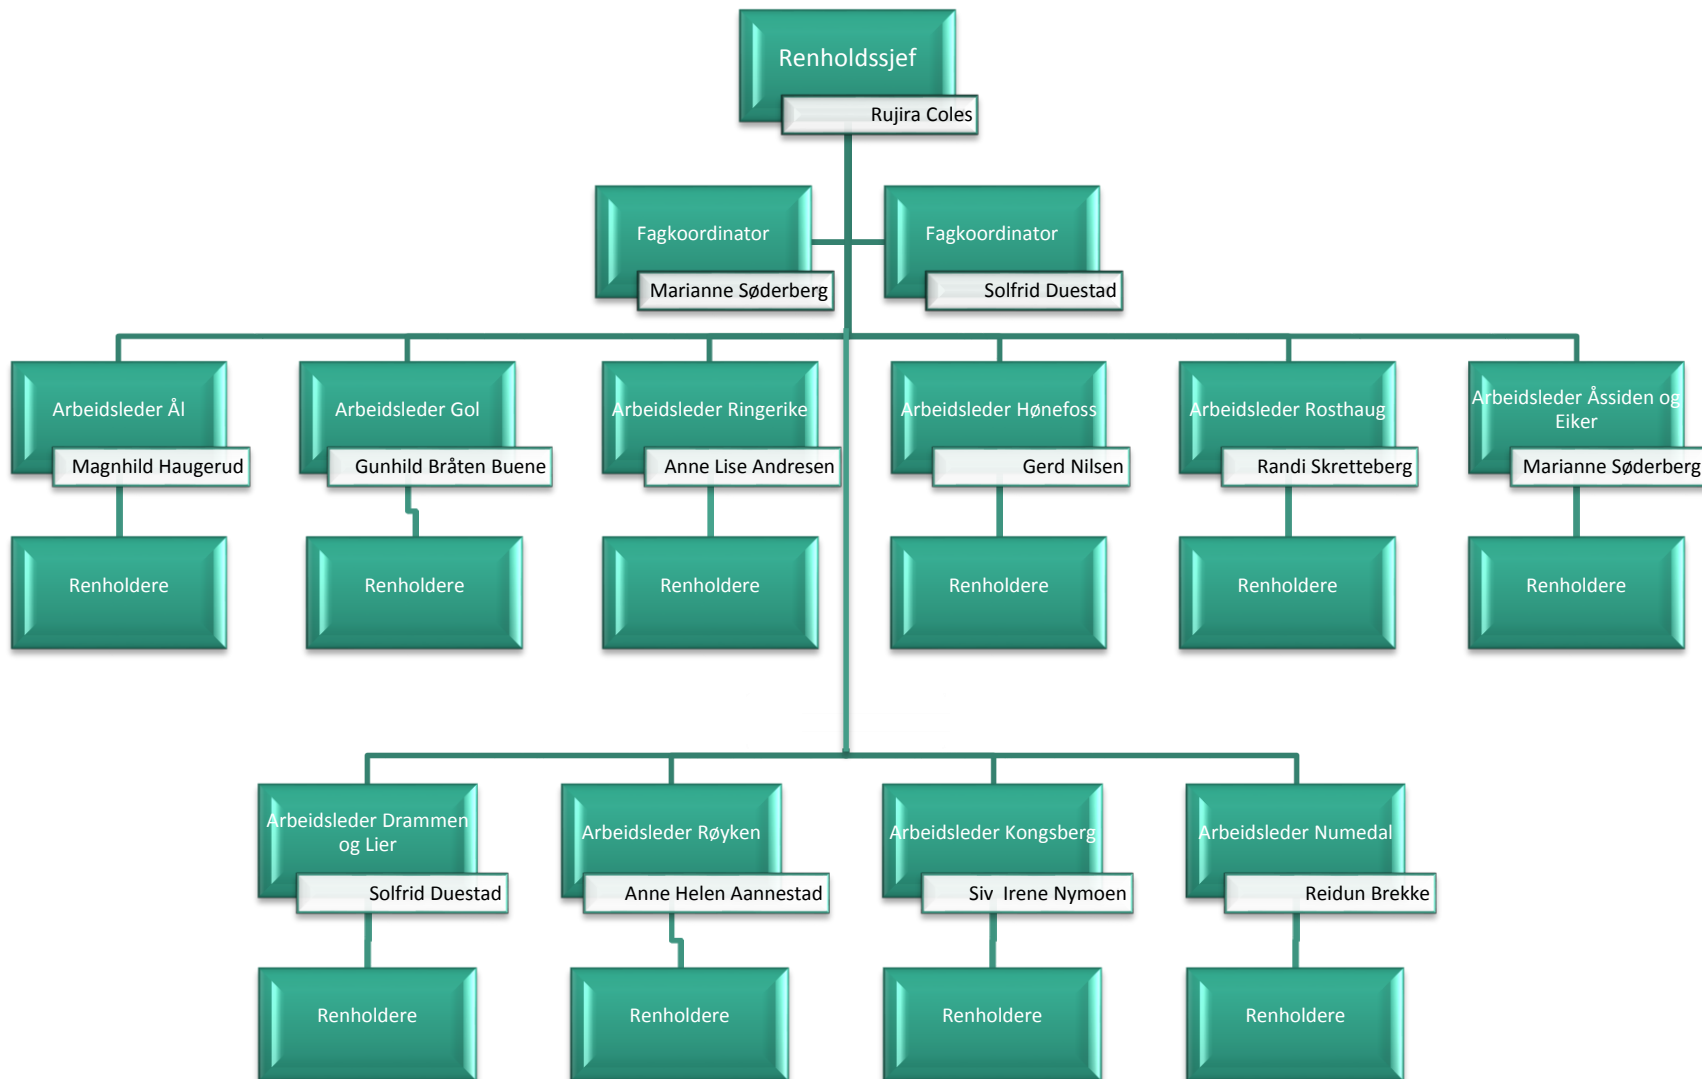 Renholdssjef
Rujira Coles
Fagkoordinator
Marianne Søderberg
Fagkoordinator
Solfrid Duestad
Arbeidsleder Ål
Magnhild Haugerud
Arbeidsleder Gol
Gunhild Bråten Buene
Arbeidsleder Ringerike
Anne Lise Andresen
Arbeidsleder Hønefoss
Gerd Nilsen
Arbeidsleder Rosthaug
Randi Skretteberg
Arbeidsleder Åssiden og
Eiker
Marianne Søderberg
Renholdere
Renholdere
Renholdere
Renholdere
Renholdere
Renholdere
Arbeidsleder Drammen
og Lier
Solfrid Duestad
Arbeidsleder Røyken
Anne Helen Aannestad
Arbeidsleder Kongsberg
Siv  Irene Nymoen
Arbeidsleder Numedal
Reidun Brekke
Renholdere
Renholdere
Renholdere
Renholdere